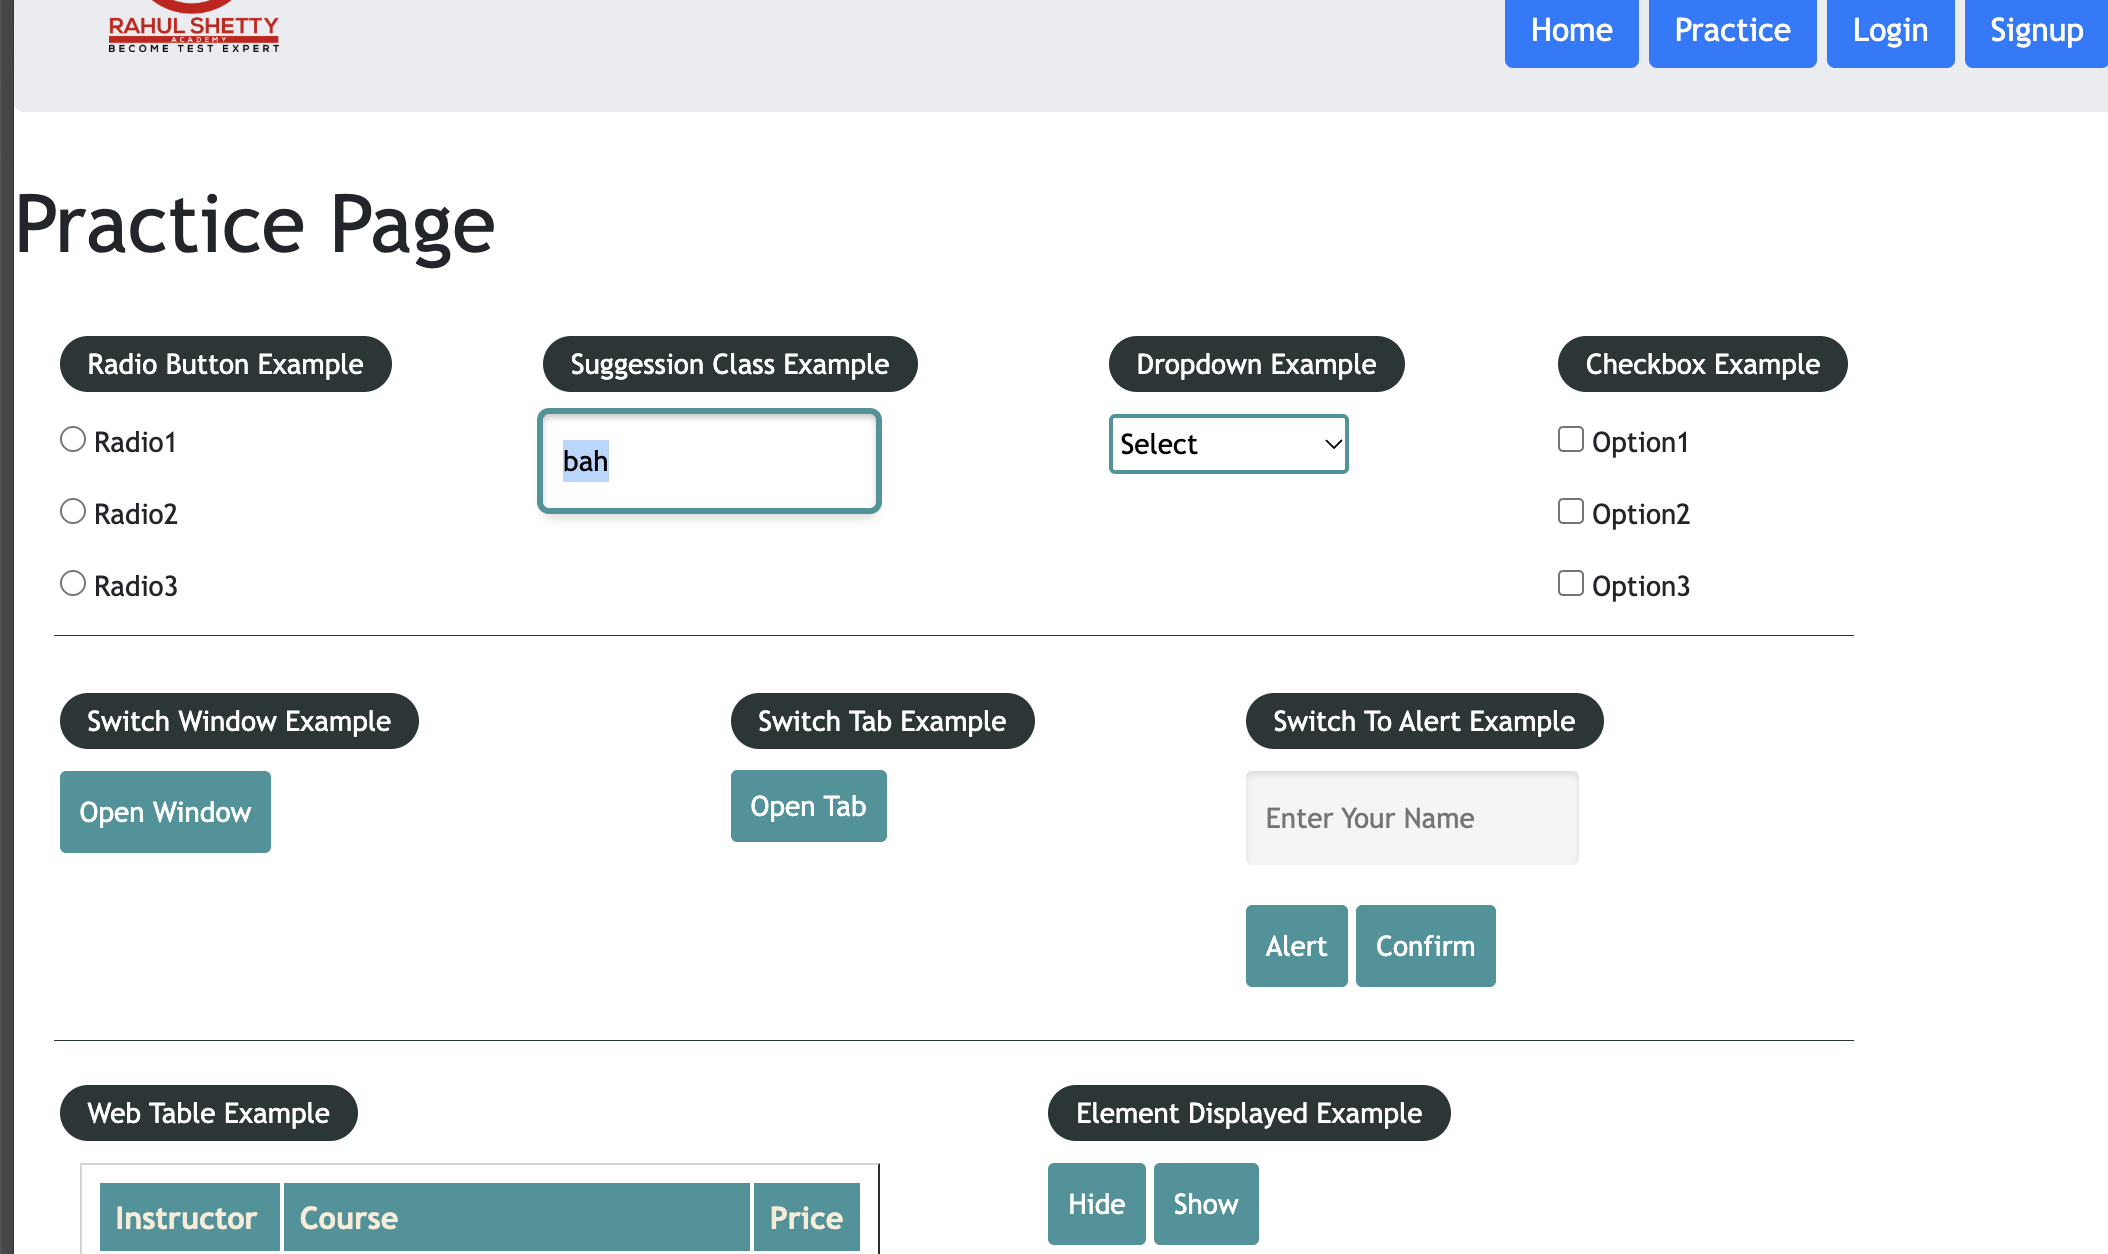 RAHUL SHETTY
ACADEMY
BECOME TEST EXPERT
Home Practice Login Signup
Practice Page
Radio Button Example
Radio1
Radio2
Radio3
Suggession Class Example
bah
Dropdown Example
Select
Checkbox Example
Option1
Option2
Option3
Switch Window Example
Open Window
Switch Tab Example
Open Tab
Switch To Alert Example
Enter Your Name
Alert Confirm
Web Table Example
Instructor Course Price
Element Displayed Example
Hide Show